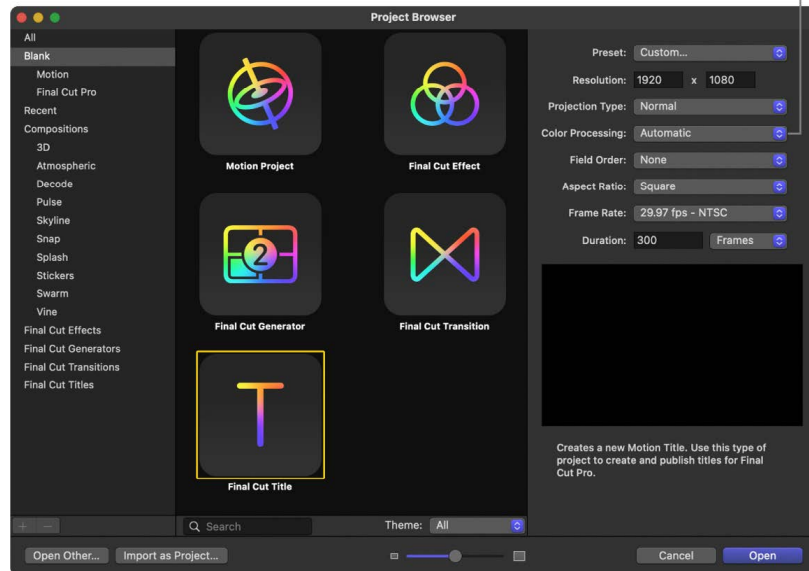 Project Browser
All
Blank
Motion
Final Cut Pro
Recent
Compositions
3D
Atmospheric
Decode
Pulse
Skyline
Snap
Splash
Stickers
Swarm
Vine
Final Cut Effects
Final Cut Generators
Final Cut Transitions
Final Cut Titles
Motion Project
Final Cut Effect
2
Final Cut Generator
Final Cut Transition
T
Final Cut Title
Search
Theme: All
Preset: Custom...
Resolution: 1920 x 1080
Projection Type: Normal
Color Processing: Automatic
Field Order: None
Aspect Ratio: Square
Frame Rate: 29.97 fps - NTSC
Duration: 300 Frames
Creates a new Motion Title. Use this type of
project to create and publish titles for Final
Cut Pro.
Open Other... Import as Project... Cancel Open